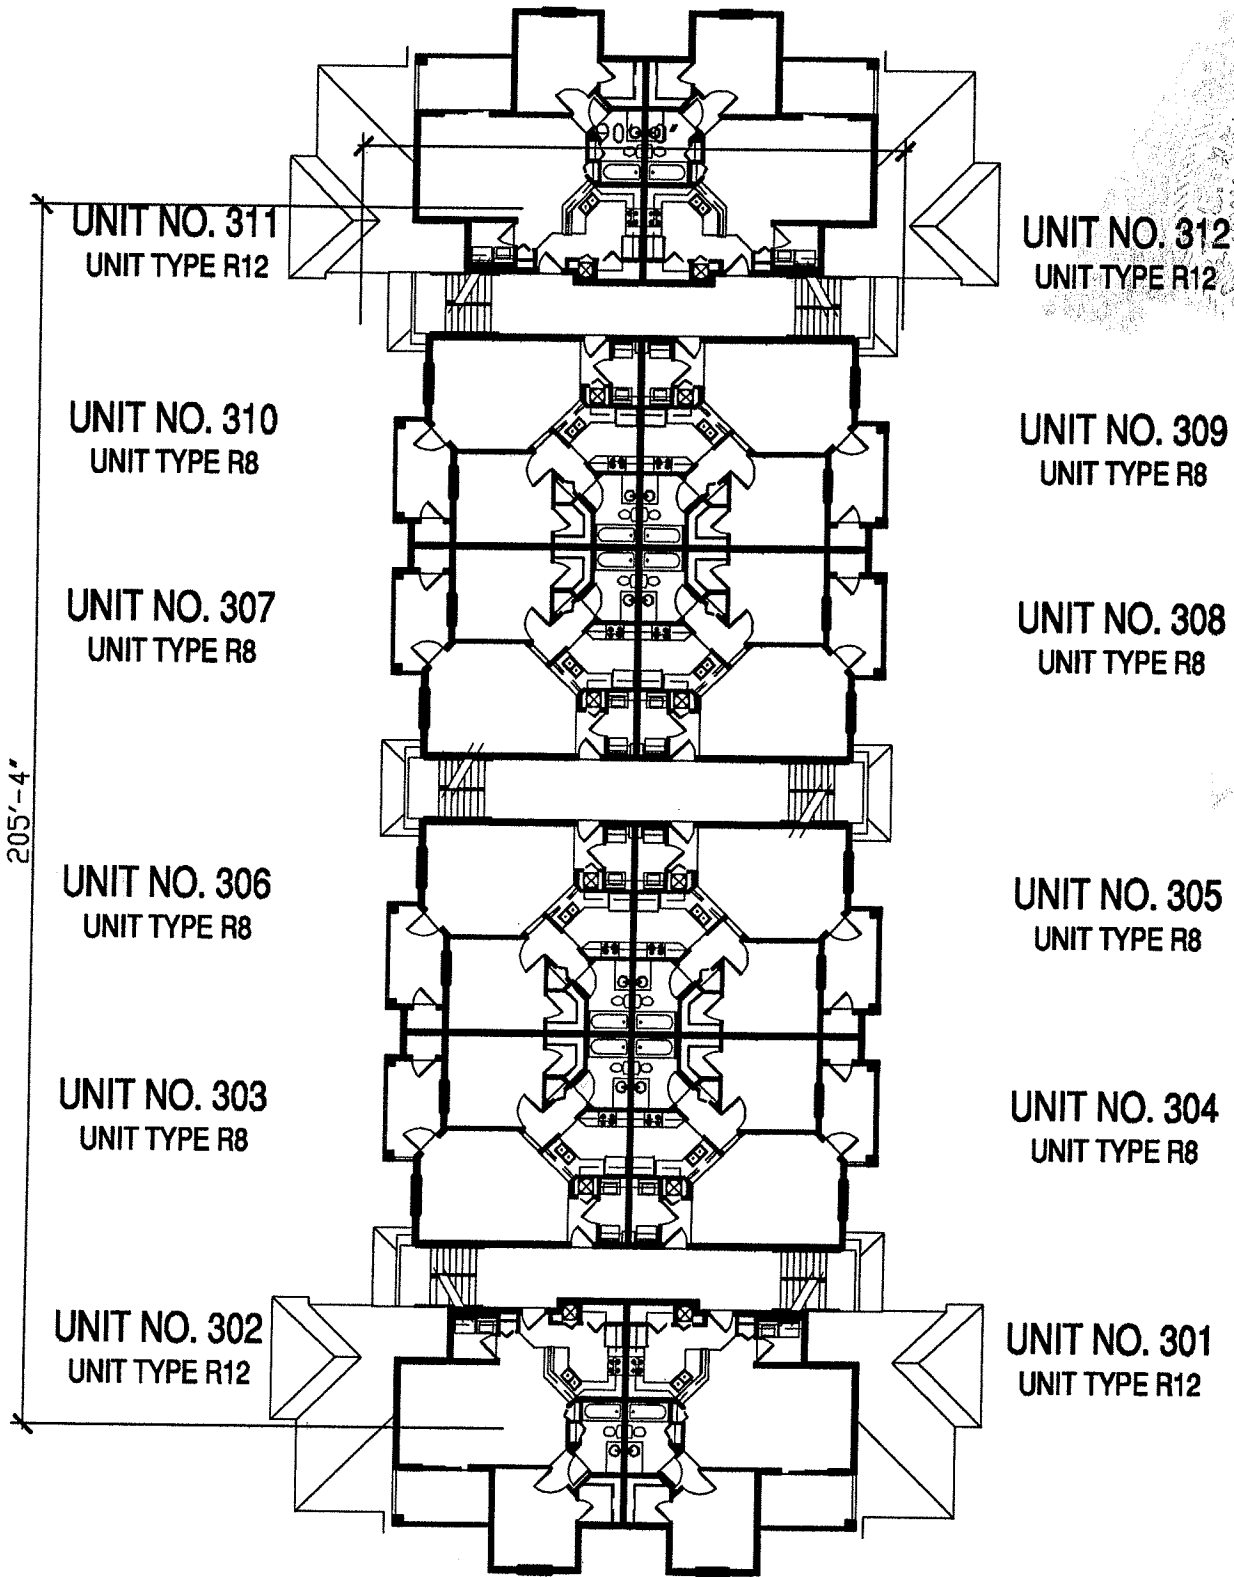 UNIT NO. 311
UNIT TYPE R12
UNIT NO. 312
UNIT TYPE R12
UNIT NO. 310
UNIT TYPE R8
UNIT NO. 309
UNIT TYPE R8
UNIT NO. 307
UNIT TYPE R8
UNIT NO. 308
UNIT TYPE R8
205'-4"
UNIT NO. 306
UNIT TYPE R8
UNIT NO. 305
UNIT TYPE R8
UNIT NO. 303
UNIT TYPE R8
UNIT NO. 304
UNIT TYPE R8
UNIT NO. 302
UNIT TYPE R12
UNIT NO. 301
UNIT TYPE R12